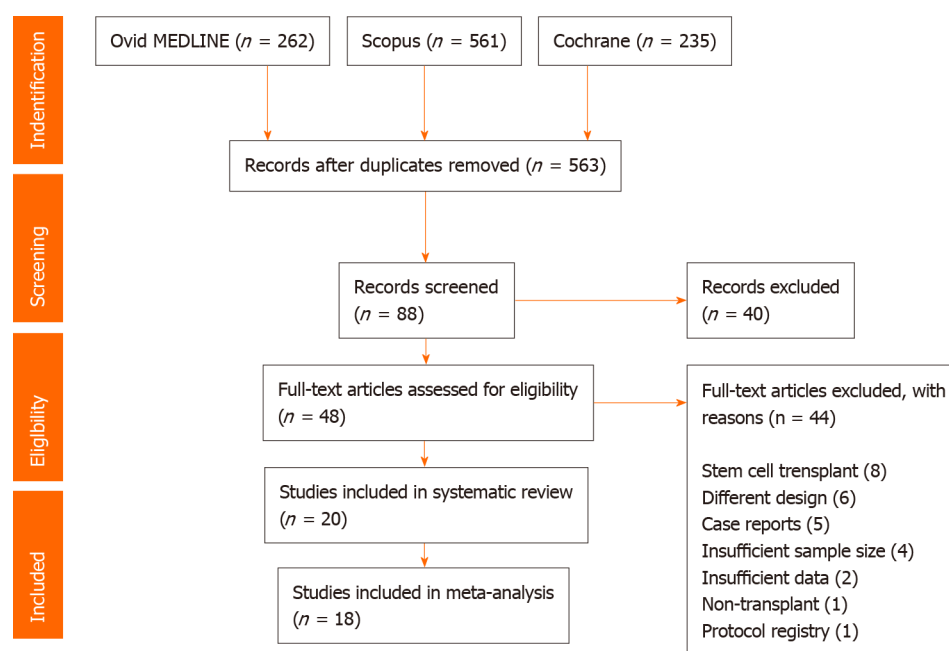 Indentification
Ovid MEDLINE (n = 262)
Scopus (n = 561)
Cochrane (n = 235)
Records after duplicates removed (n = 563)
Screening
Records screened
(n = 88)
Records excluded
(n = 40)
Eliglbility
Full-text articles assessed for eligibility
(n = 48)
Full-text articles excluded, with
reasons (n = 44)
Stem cell trensplant (8)
Different design (6)
Case reports (5)
Insufficient sample size (4)
Insufficient data (2)
Non-transplant (1)
Protocol registry (1)
Included
Studies included in systematic review
(n = 20)
Studies included in meta-analysis
(n = 18)